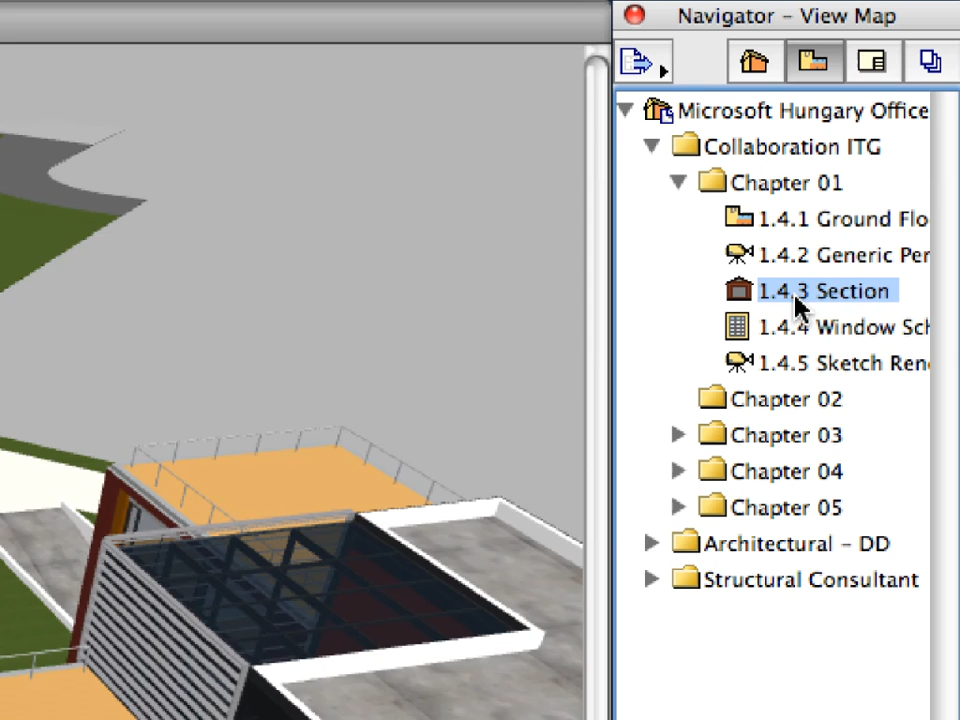 Navigator - View Map
Microsoft Hungary Office
Collaboration ITG
Chapter 01
1.4.1 Ground Flo
1.4.2 Generic Per
1.4.3 Section
1.4.4 Window Sch
1.4.5 Sketch Ren
Chapter 02
Chapter 03
Chapter 04
Chapter 05
Architectural - DD
Structural Consultant